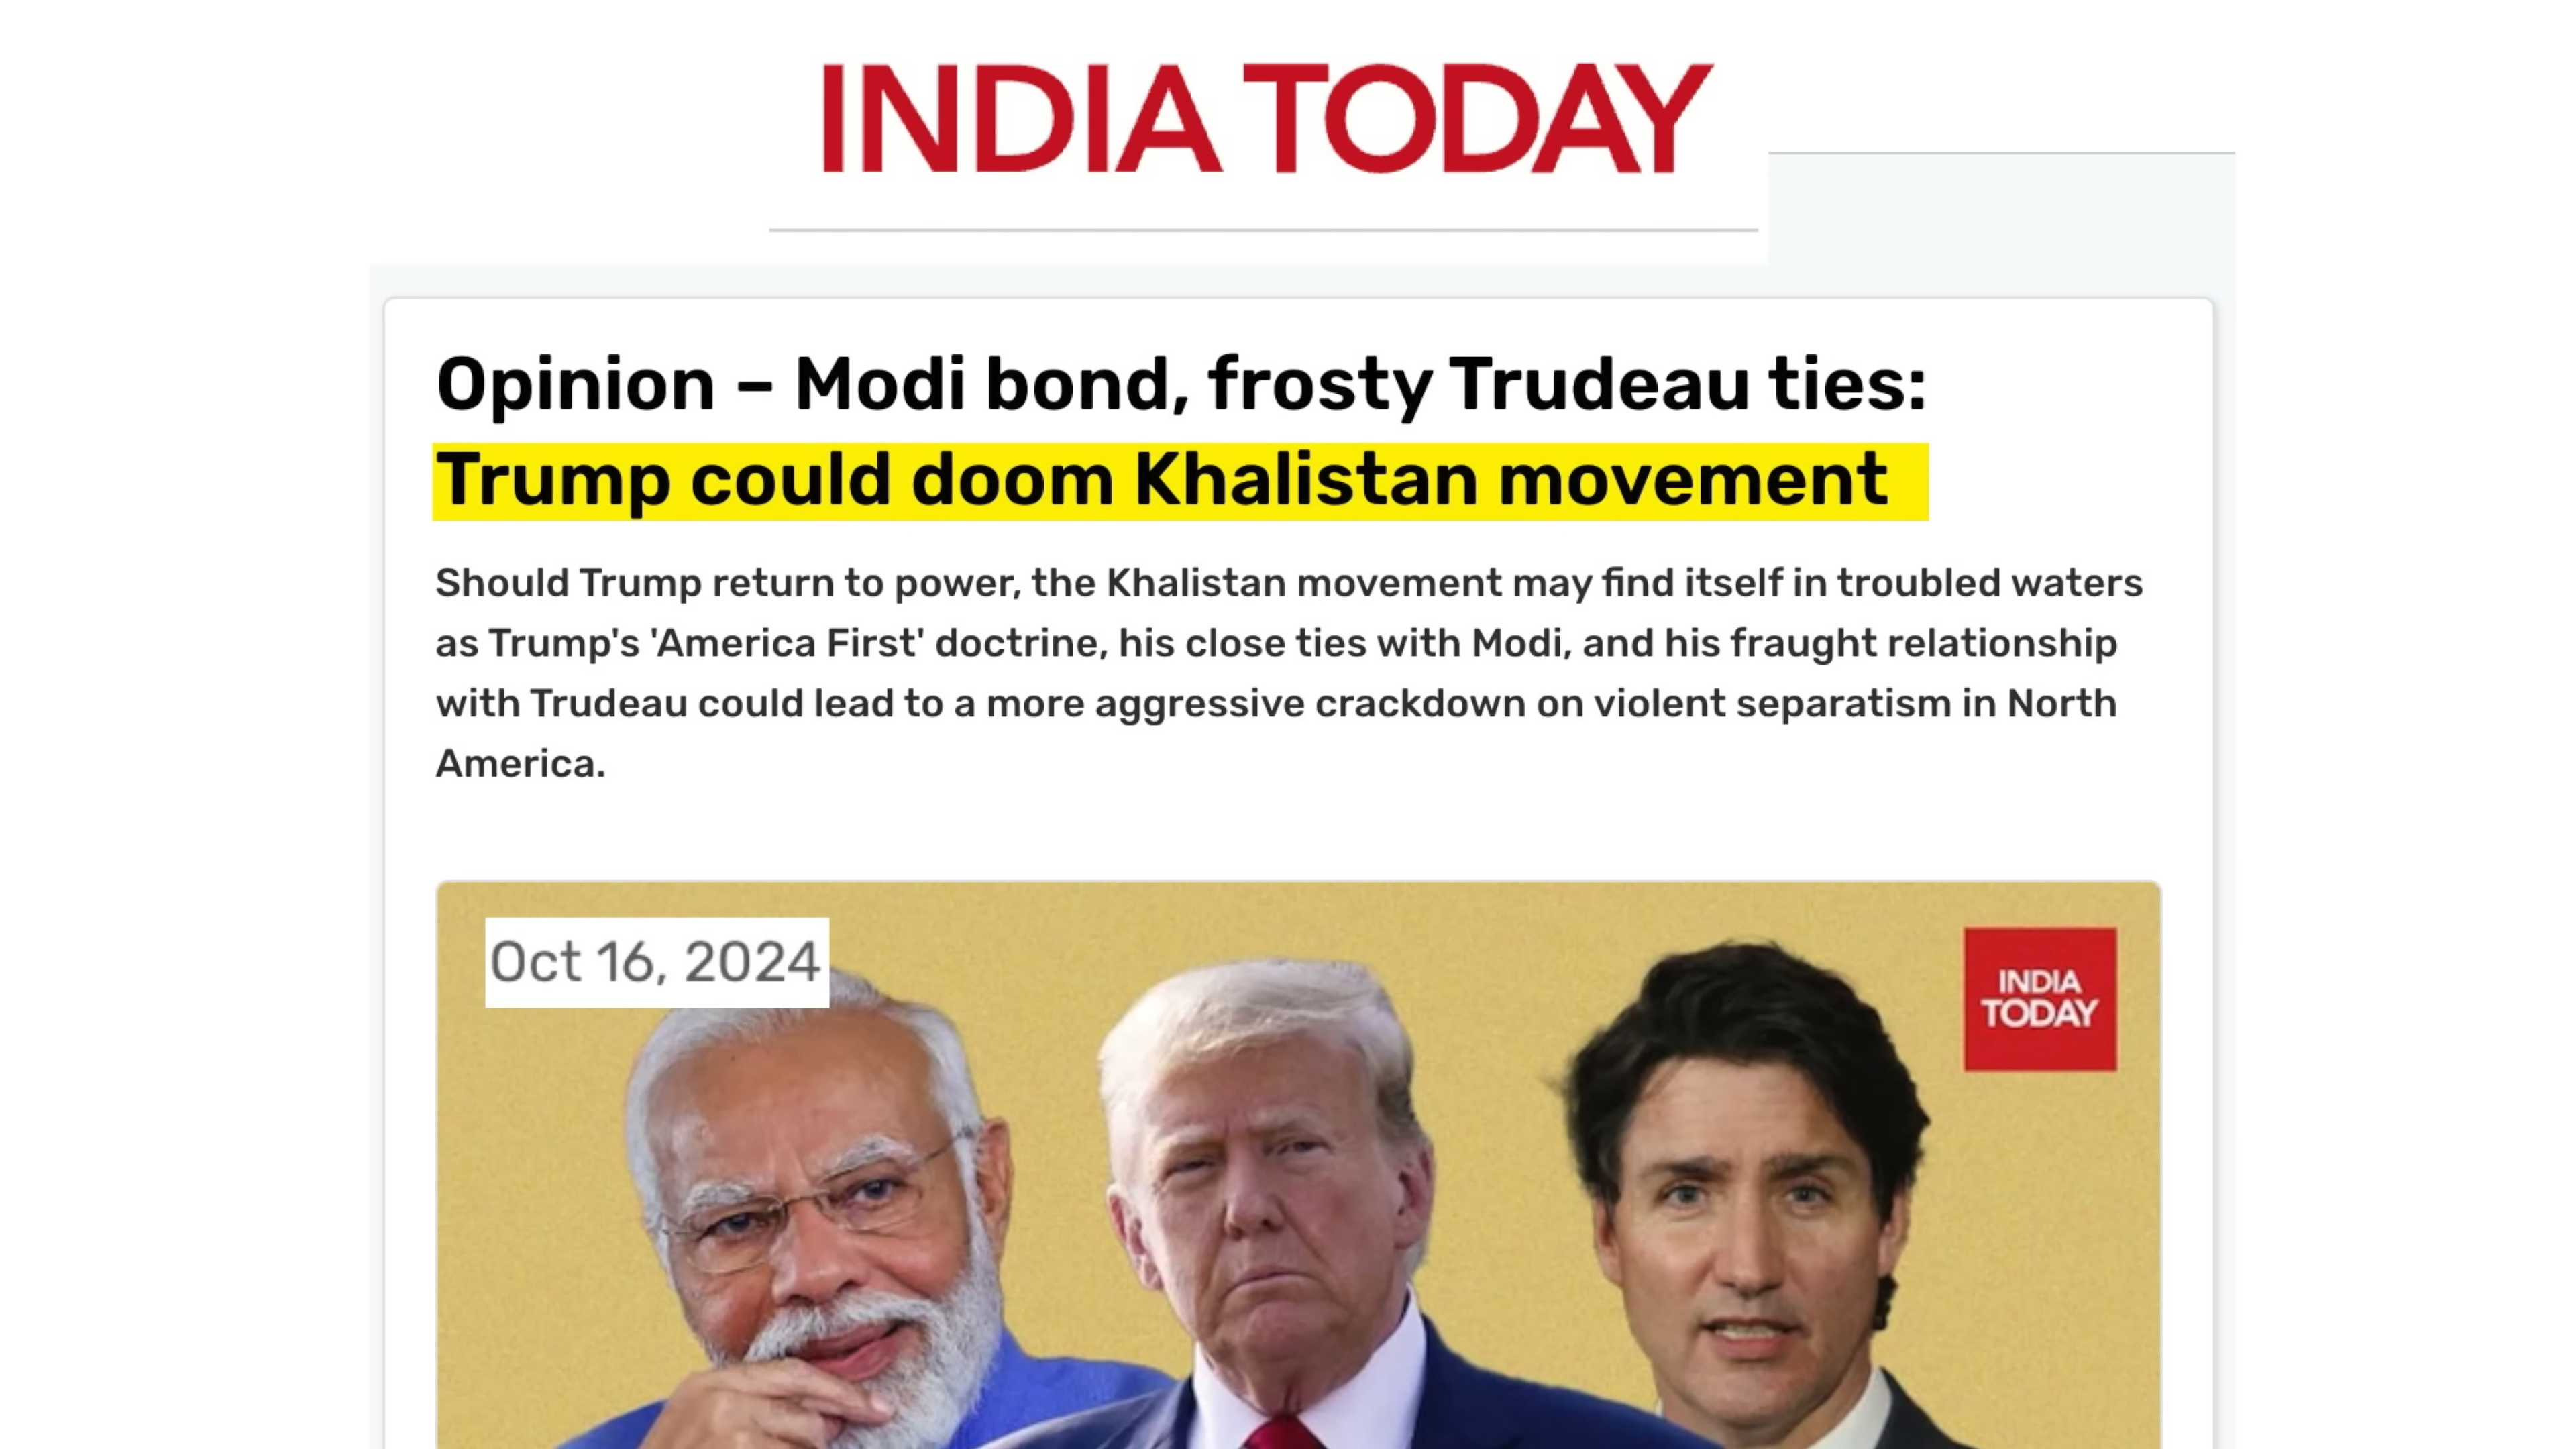 INDIA TODAY
Opinion – Modi bond, frosty Trudeau ties:
Trump could doom Khalistan movement
Should Trump return to power, the Khalistan movement may find itself in troubled waters
as Trump's 'America First' doctrine, his close ties with Modi, and his fraught relationship
with Trudeau could lead to a more aggressive crackdown on violent separatism in North
America.
Oct 16, 2024
INDIA
TODAY